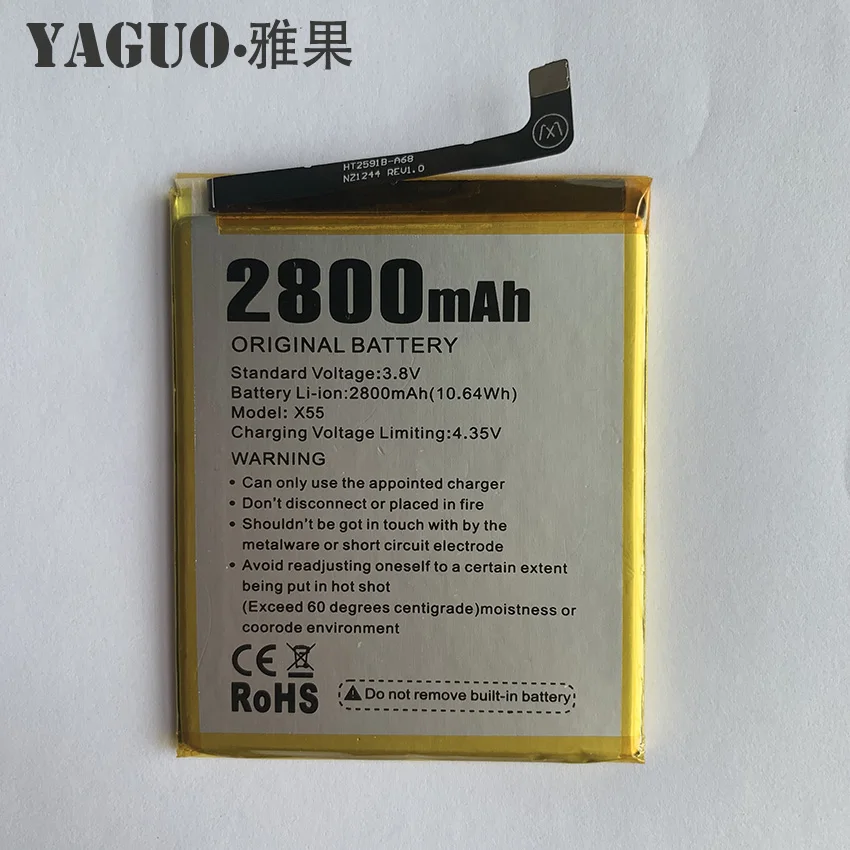 YAGUO·雅果
HT2591B-A68
NZ1244 REV1.0
2800mAh
ORIGINAL BATTERY
Standard Voltage:3.8V
Battery Li-ion:2800mAh(10.64Wh)
Model: X55
Charging Voltage Limiting:4.35V
WARNING
• Can only use the appointed charger
• Don't disconnect or placed in fire
• Shouldn't be got in touch with by the
metalware or short circuit electrode
• Avoid readjusting oneself to a certain extent
being put in hot shot
(Exceed 60 degrees centigrade)moistness or
coorode environment
CE
RoHS
Do not remove built-in battery